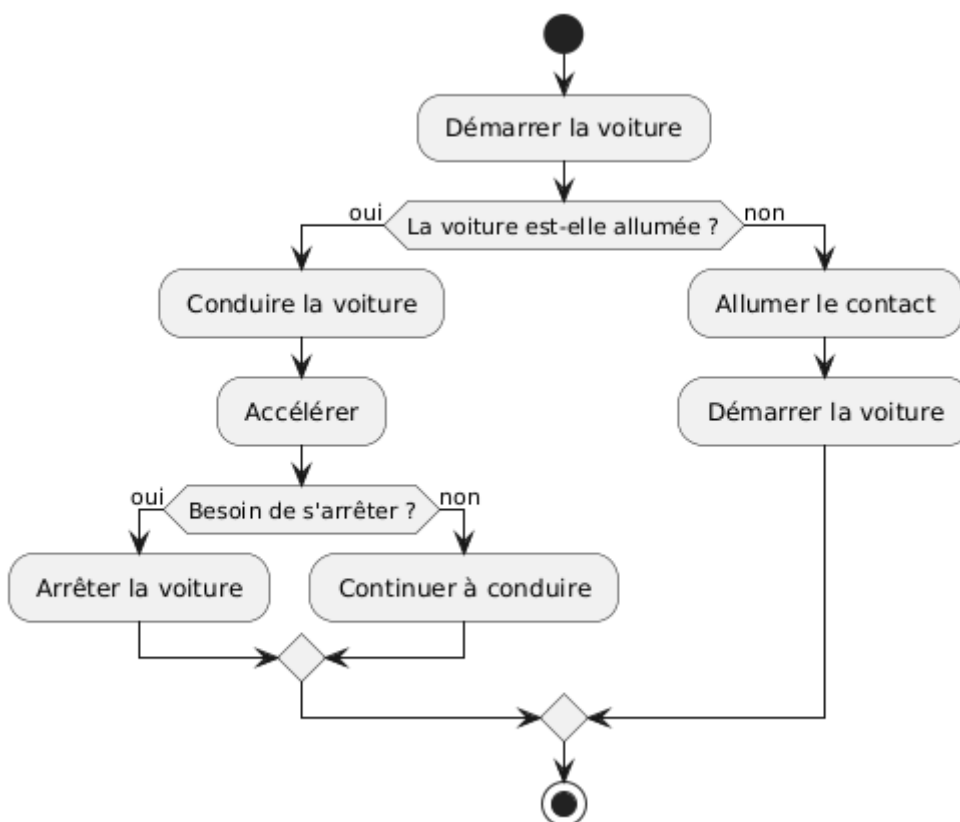 Démarrer la voiture
oui
La voiture est-elle allumée ?
non
Conduire la voiture
Allumer le contact
Accélérer
Démarrer la voiture
oui
Besoin de s'arrêter ?
non
Arrêter la voiture
Continuer à conduire